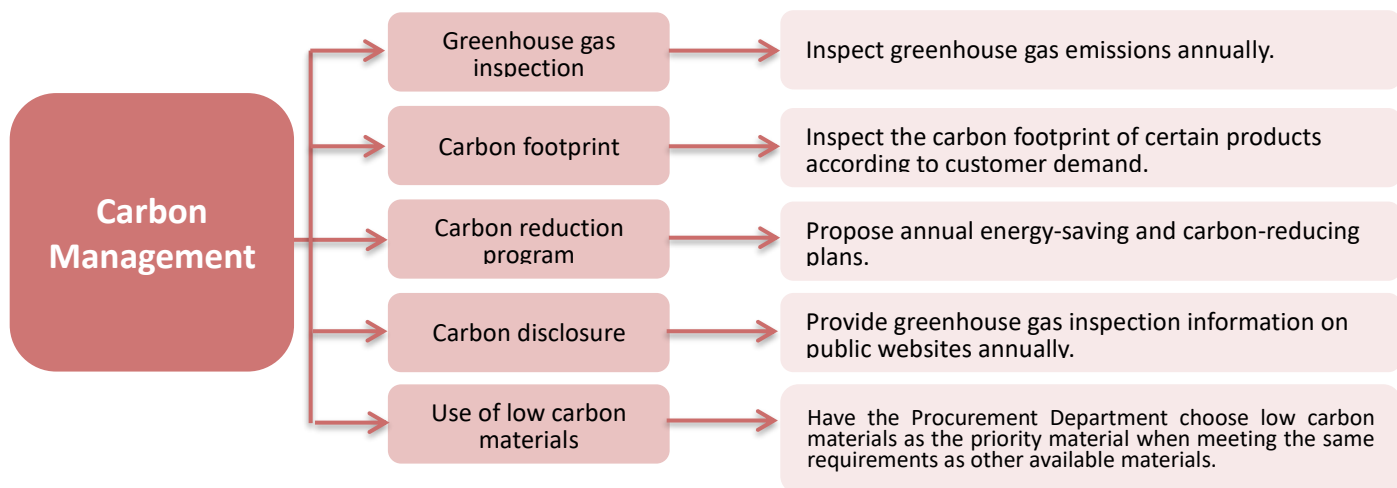 Carbon
Management
Greenhouse gas
inspection
Inspect greenhouse gas emissions annually.
Carbon footprint
Inspect the carbon footprint of certain products
according to customer demand.
Carbon reduction
program
Propose annual energy-saving and carbon-reducing
plans.
Carbon disclosure
Provide greenhouse gas inspection information on
public websites annually.
Use of low carbon
materials
Have the Procurement Department choose low carbon
materials as the priority material when meeting the same
requirements as other available materials.